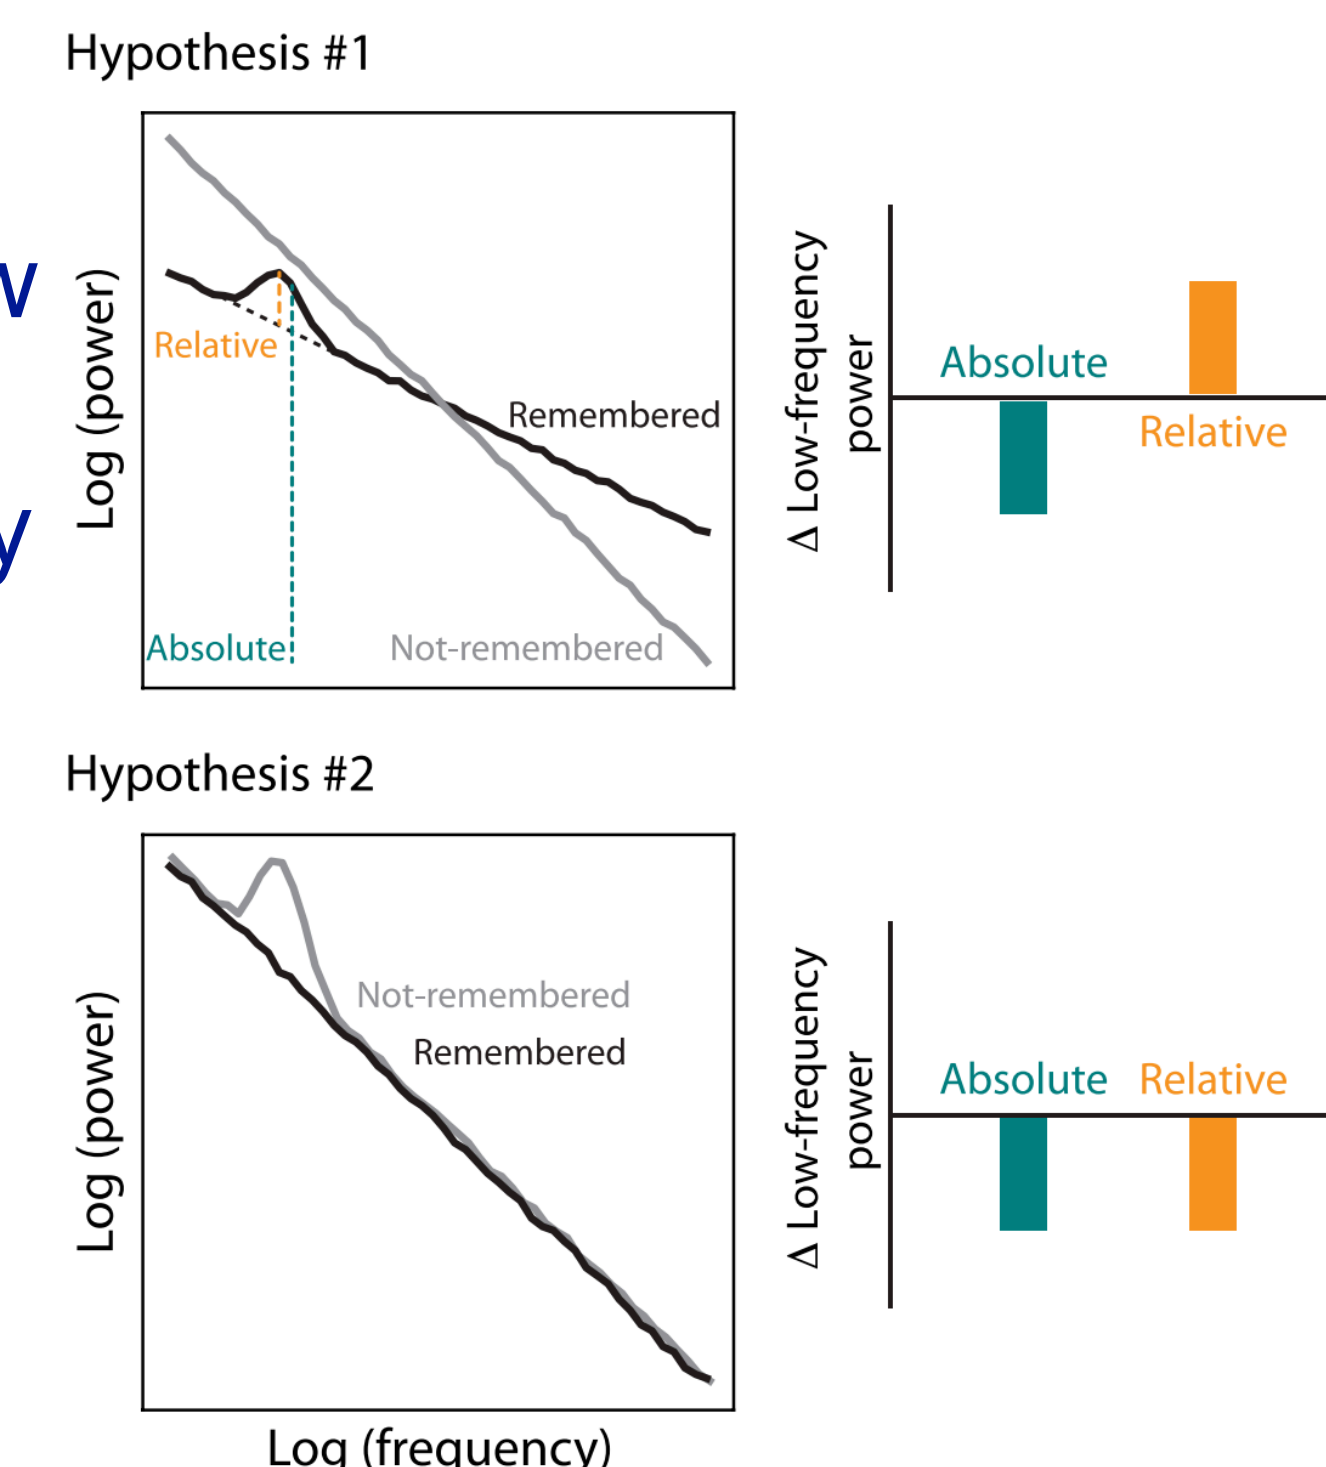 Hypothesis #1
w
y
Log (power)
Relative
Absolute
Remembered
Not-remembered
Δ Low-frequency
power
Absolute
Relative
Hypothesis #2
Log (power)
Not-remembered
Remembered
Log (frequency)
Δ Low-frequency
power
Absolute Relative